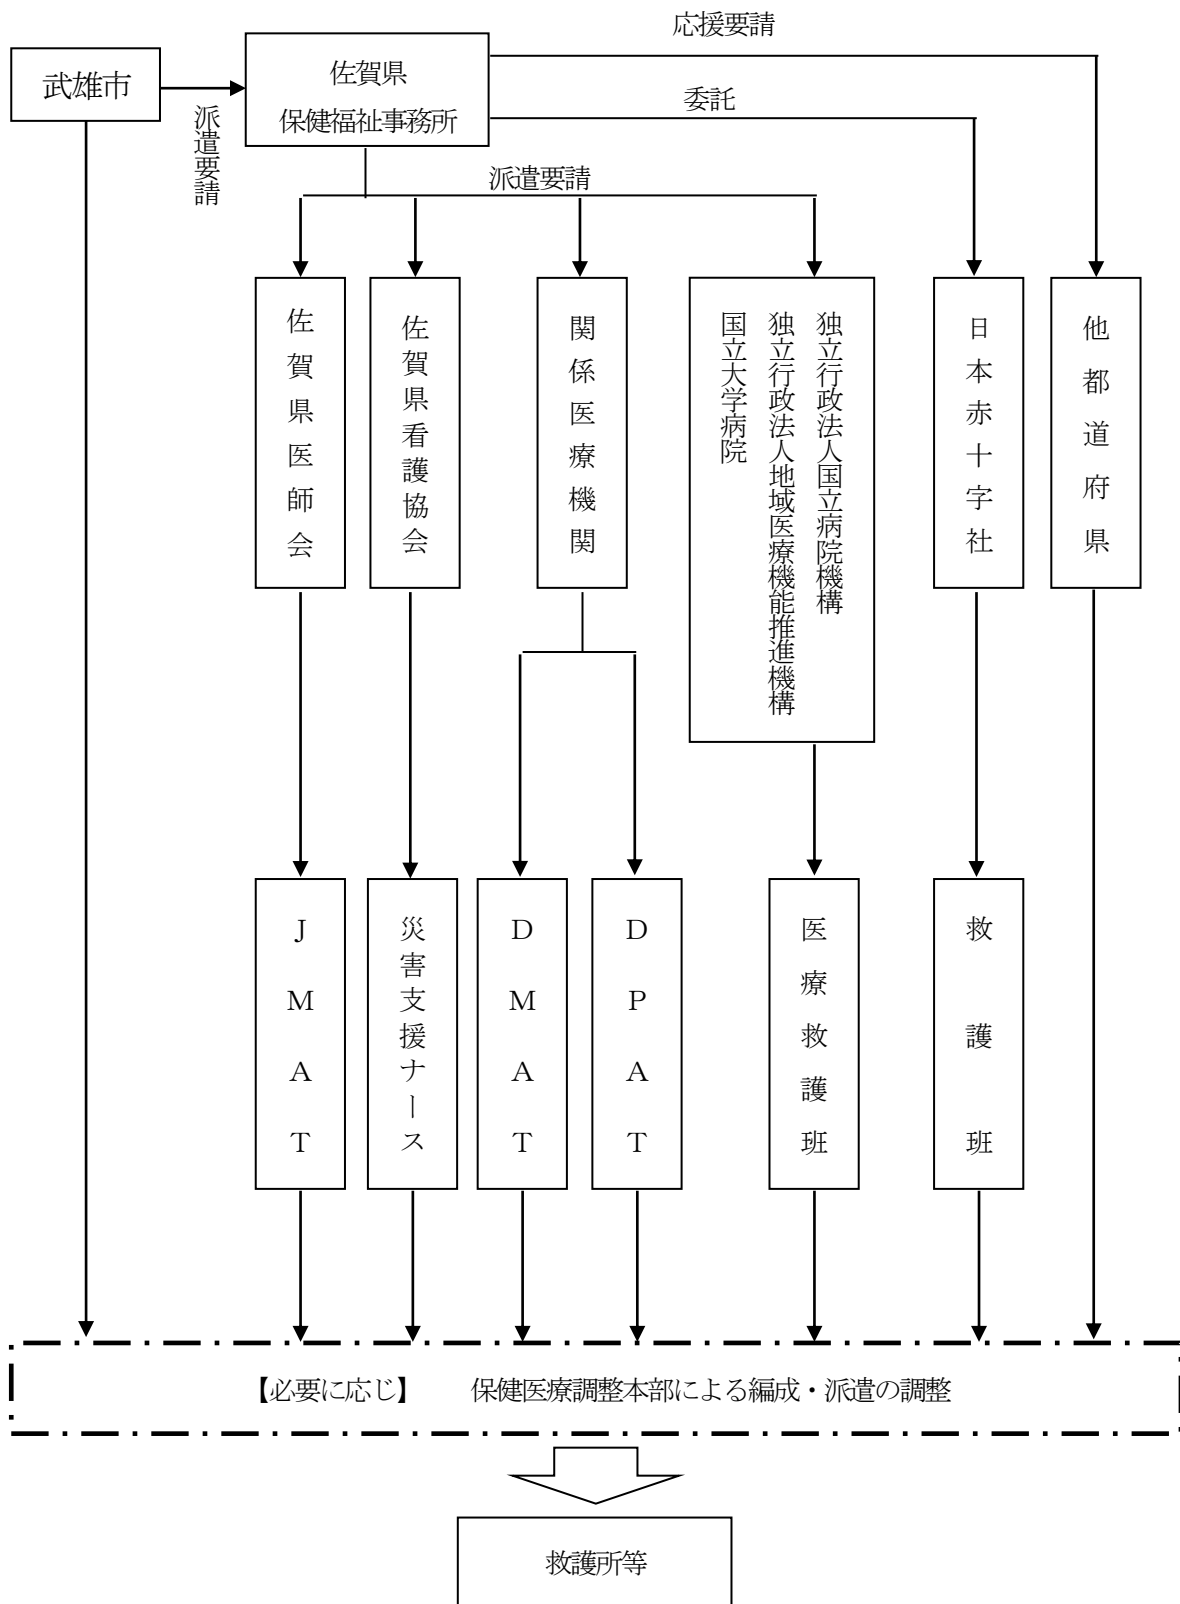 応援要請
武雄市
佐賀県
保健福祉事務所
派遣要請
委託
派遣要請
佐賀県医師会
佐賀県看護協会
関係医療機関
独立行政法人国立病院機構
独立行政法人地域医療機能推進機構
国立大学病院
日本赤十字社
他都道府県
ＪＭＡＴ
災害支援ナース
ＤＭＡＴ
ＤＰＡＴ
医療救護班
救護班
【必要に応じ】　　保健医療調整本部による編成・派遣の調整
救護所等